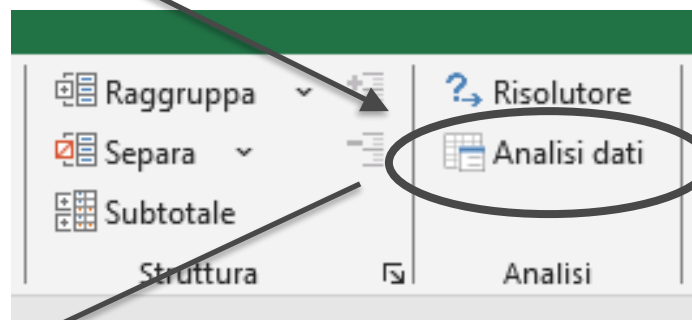 Raggruppa
Separa
Subtotale
Struttura
Risolutore
Analisi dati
Analisi